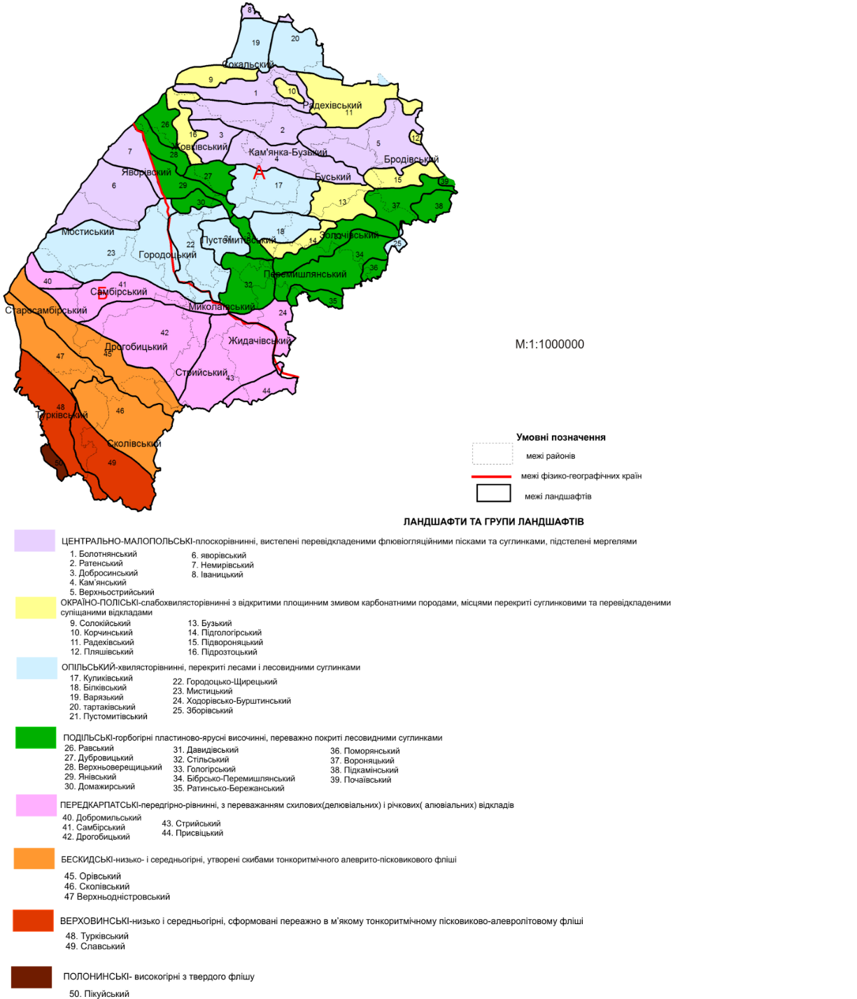 8
19
20
Сокальский
9
1
10
Радехівський
11
26
16
3
2
12
Жовківський
28
7
Кам'янка-Бузький
5
4
Бродівський
Яворівский
А
27
Буський
6
29
17
15
39
30
13
37
38
Мостиський
18
Золочівський
33
Пустомитівський
21
31
14
22
25
23
Городоцький
34
36
Перемишлянський
40
41
32
Самбірський
Б
35
Миколаївський
Старосамбірський
24
42
Жидачівський
Дрогобицький
45
47
Стрийський
43
44
48
46
Турківський
Сколівський
50
49
М:1:1000000
Умовні позначення
межі районів
межі фізико-географічних країн
межі ландшафтів
ЛАНДШАФТИ ТА ГРУПИ ЛАНДШАФТІВ
ЦЕНТРАЛЬНО-МАЛОПОЛЬСЬКІ-плоскорівнинні, вистелені перевідкладеними флювіогляційними пісками та суглинками, підстелені мергелями
1. Болотнянський
2. Ратенський
3. Добросинський
4. Кам'янський
5. Верхньострийський
6. яворівський
7. Немирівський
8. Іваницький
ОКРАЇНО-ПОЛІСЬКІ-слабохвилясторівнинні з відкритими площинним змивом карбонатними породами, місцями перекриті суглинковими та перевідкладеними
супіщаними відкладами
9. Солокійський
10. Корчинський
11. Радехівський
12. Пляшівський
13. Бузький
14. Підгологірський
15. Підвороняцький
16. Підрозтоцький
ОПІЛЬСЬКИЙ-хвилясторівнинні, перекриті лесами і лесовидними суглинками
17. Куликівський
18. Білківський
19. Варязький
20. тартаківський
21. Пустомитівський
22. Городоцько-Щирецький
23. Мистицький
24. Ходорівсько-Бурштинський
25. Зборівський
ПОДІЛЬСЬКІ-горбогірні пластиново-ярусні височинні, переважно покриті лесовидними суглинками
26. Равський
27. Дубровицький
28. Верхньоверещицький
29. Янівський
30. Домажирський
31. Давидівський
32. Стільський
33. Гологірський
34. Бібрсько-Перемишлянський
35. Ратинсько-Бережанський
36. Поморянський
37. Вороняцький
38. Підкамінський
39. Почаївський
ПЕРЕДКАРПАТСЬКІ-передгірно-рівнинні, з переважанням схилових(делювіальних) і річкових( алювіальних) відкладів
40. Добромильський
41. Самбірський
42. Дрогобицький
43. Стрийський
44. Присвіцький
БЕСКИДСЬКІ-низько- і середньогірні, утворені скибами тонкоритмічного алеврито-пісковикового фліші
45. Орівський
46. Сколівський
47 Верхньодністровський
ВЕРХОВИНСЬКІ-низько і середньогірні, сформовані переажно в м'якому тонкоритмічному пісковиково-алевролітовому фліші
48. Турківський
49. Славський
ПОЛОНИНСЬКІ- високогірні з твердого флішу
50. Пікуйський